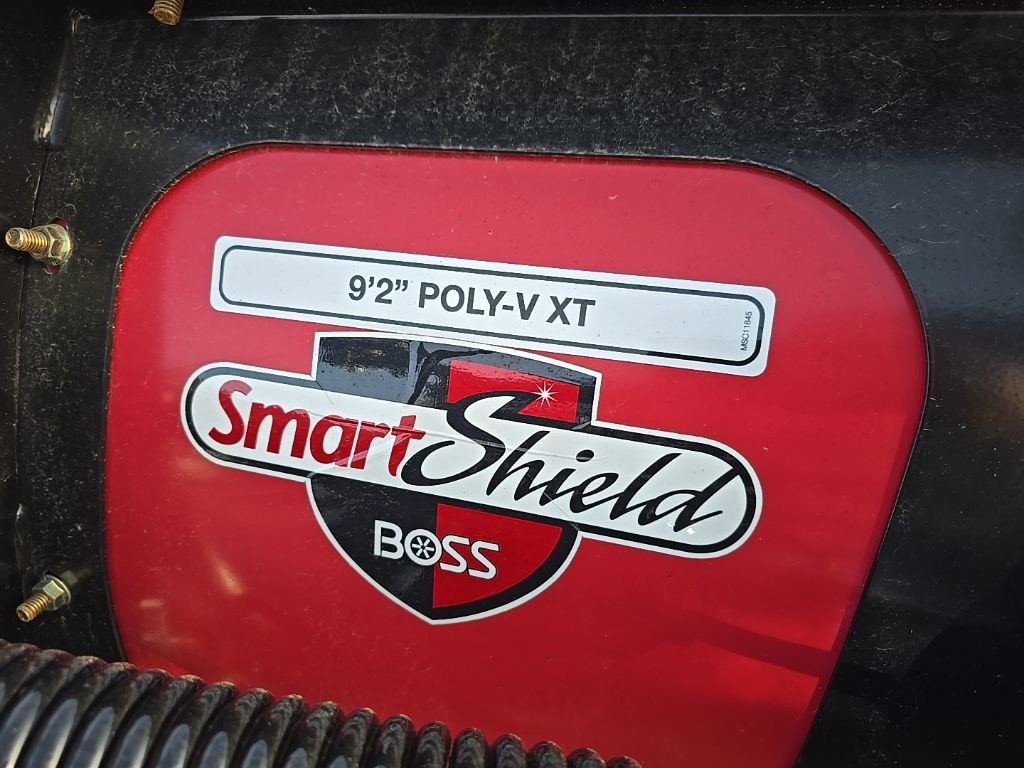 9'2” POLY-V XT
MSC11845
SmartShield
BOSS